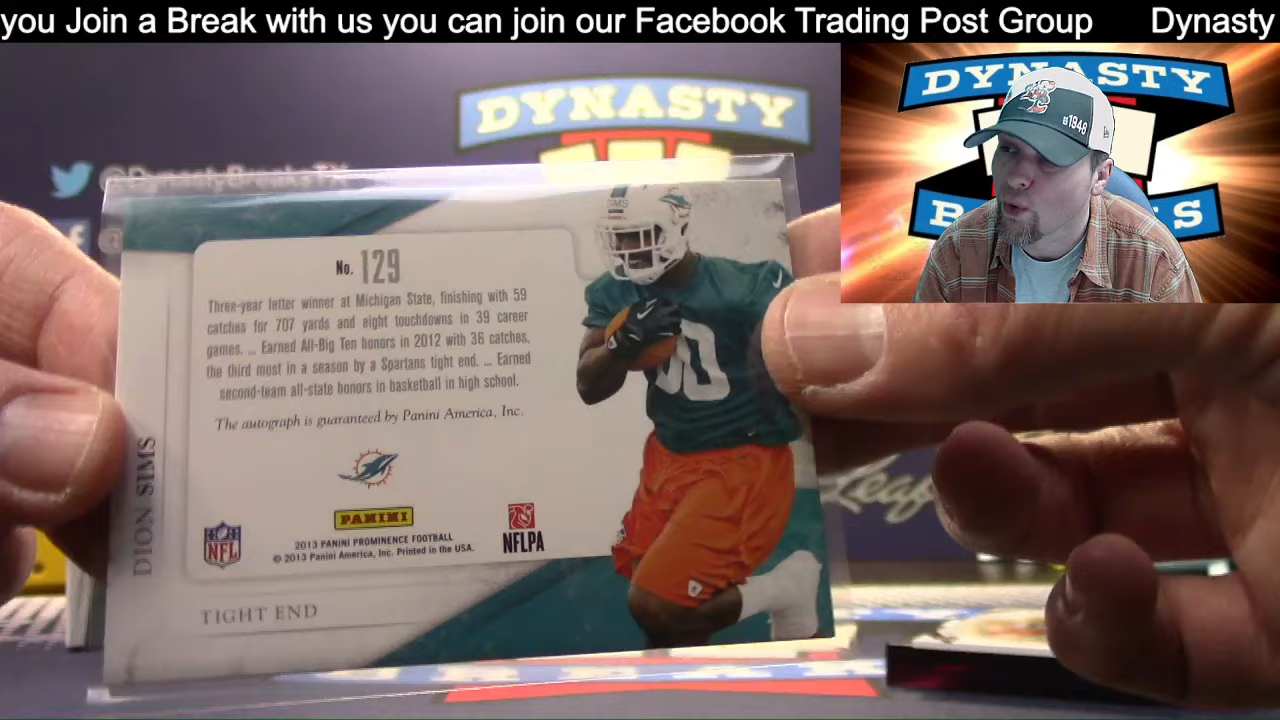 you Join a Break with us you can join our Facebook Trading Post Group Dynasty
DYNASTY
@DynastyBreaksTX
DYNASTY
1948
SIMS
No. 129
Three-year letter winner at Michigan State, finishing with 59
catches for 707 yards and eight touchdowns in 39 career
games. ... Earned All-Big Ten honors in 2012 with 36 catches,
the third most in a season by a Spartans tight end. ... Earned
second-team all-state honors in basketball in high school.
The autograph is guaranteed by Panini America, Inc.
PANINI
NFL
NFLPA
2013 PANINI PROMINENCE FOOTBALL
© 2013 Panini America, Inc. Printed in the USA.
DION SIMS
TIGHT END
80
Leaf